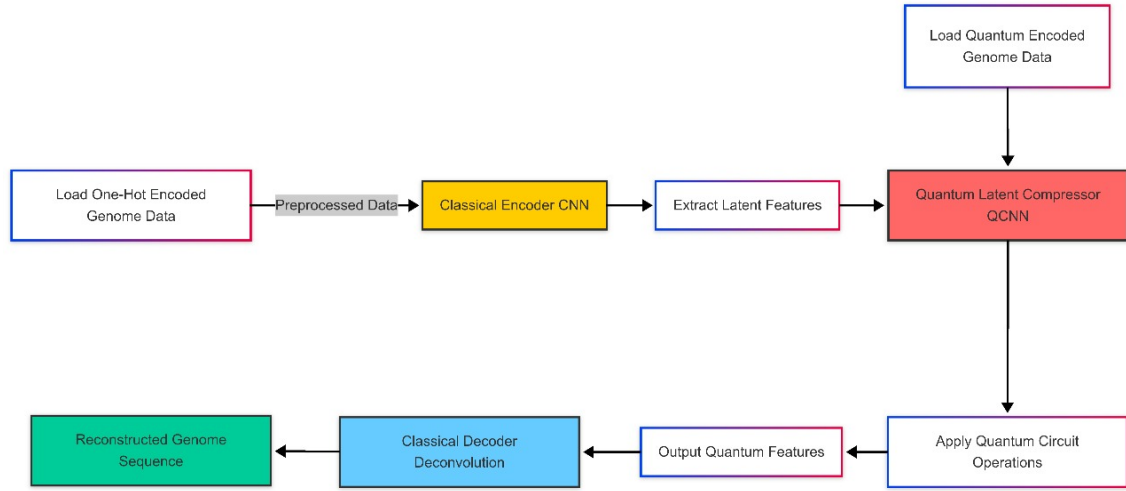 Load Quantum Encoded
Genome Data
Load One-Hot Encoded
Genome Data
Preprocessed Data
Classical Encoder CNN
Extract Latent Features
Quantum Latent Compressor
QCNN
Reconstructed Genome
Sequence
Classical Decoder
Deconvolution
Output Quantum Features
Apply Quantum Circuit
Operations